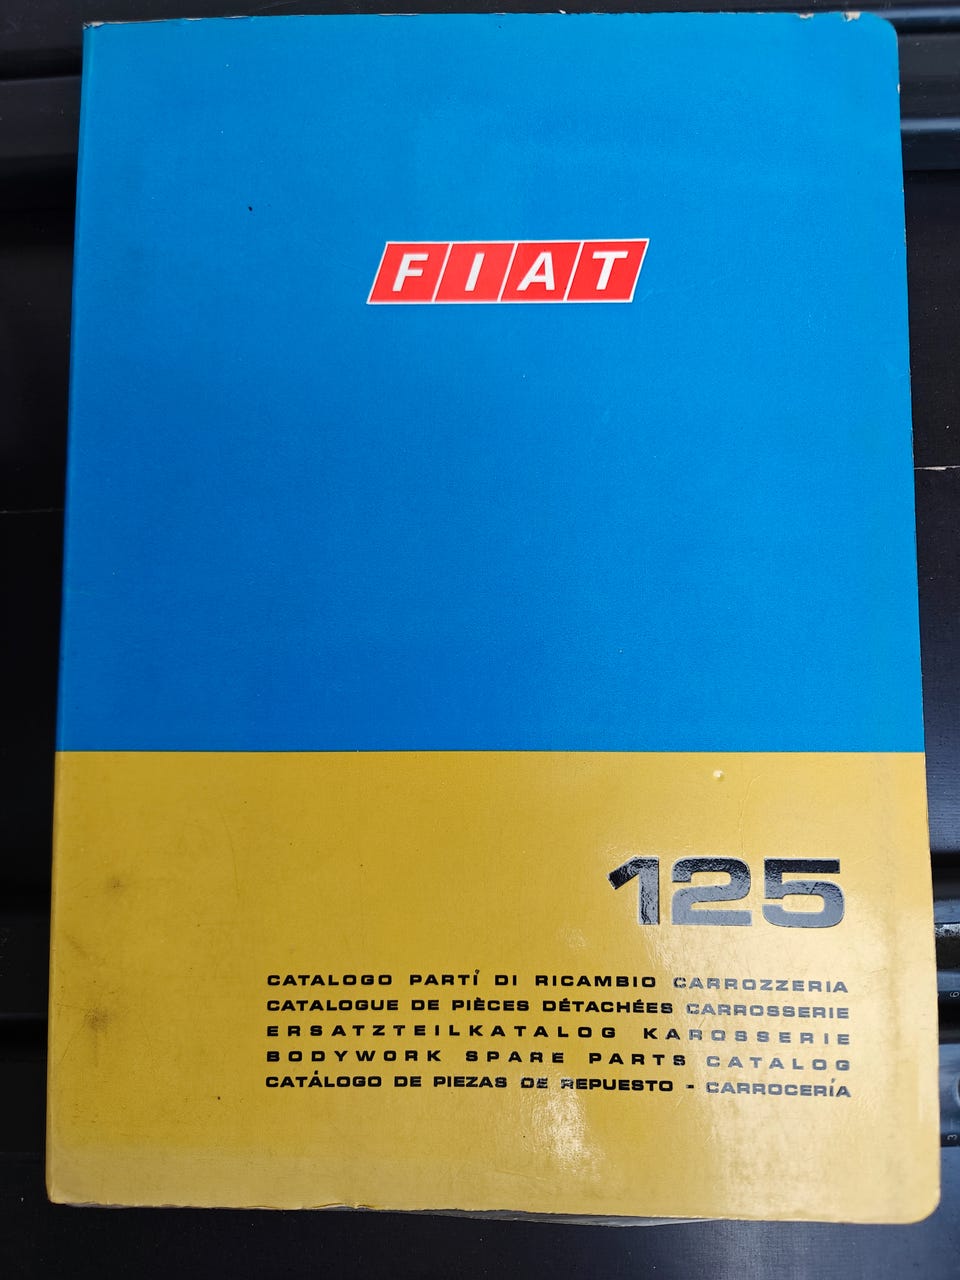 FIAT
125
CATALOGO PARTI DI RICAMBIO CARROZZERIA
CATALOGUE DE PIÈCES DÉTACHÉES CARROSSERIE
ERSATZTEILKATALOG KAROSSERIE
BODYWORK SPARE PARTS CATALOG
CATÁLOGO DE PIEZAS DE REPUESTO - CARROCERÍA